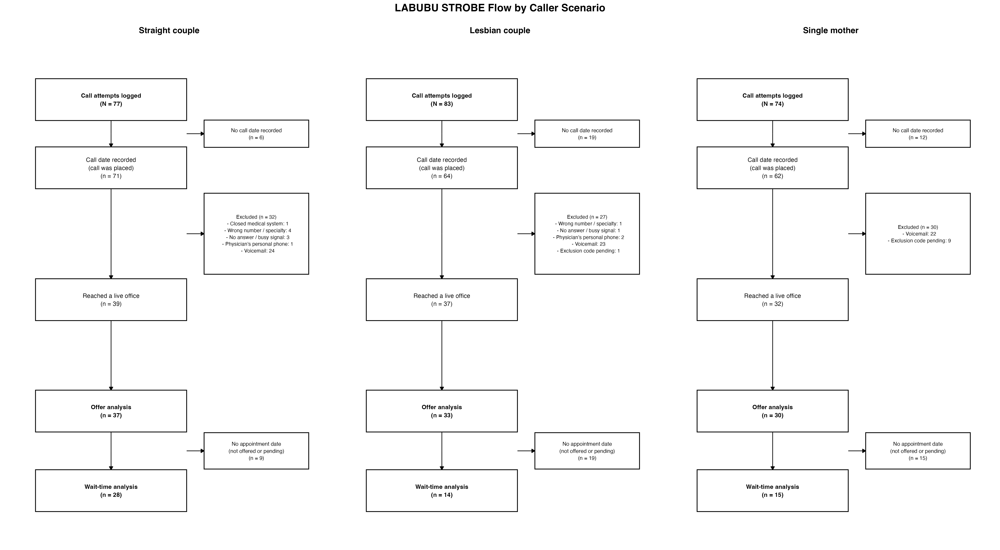 LABUBU STROBE Flow by Caller Scenario
Straight couple
Call attempts logged
(N = 77)
No call date recorded
(n = 6)
Call date recorded
(call was placed)
(n = 71)
Excluded (n = 32)
- Closed medical system: 1
- Wrong number / specialty: 4
- No answer / busy signal: 3
- Physician's personal phone: 1
- Voicemail: 24
Reached a live office
(n = 39)
Offer analysis
(n = 37)
No appointment date
(not offered or pending)
(n = 9)
Wait-time analysis
(n = 28)
Lesbian couple
Call attempts logged
(N = 83)
No call date recorded
(n = 19)
Call date recorded
(call was placed)
(n = 64)
Excluded (n = 27)
- Wrong number / specialty: 1
- No answer / busy signal: 1
- Physician's personal phone: 2
- Voicemail: 23
- Exclusion code pending: 1
Reached a live office
(n = 37)
Offer analysis
(n = 33)
No appointment date
(not offered or pending)
(n = 19)
Wait-time analysis
(n = 14)
Single mother
Call attempts logged
(N = 74)
No call date recorded
(n = 12)
Call date recorded
(call was placed)
(n = 62)
Excluded (n = 30)
- Voicemail: 22
- Exclusion code pending: 9
Reached a live office
(n = 32)
Offer analysis
(n = 30)
No appointment date
(not offered or pending)
(n = 15)
Wait-time analysis
(n = 15)